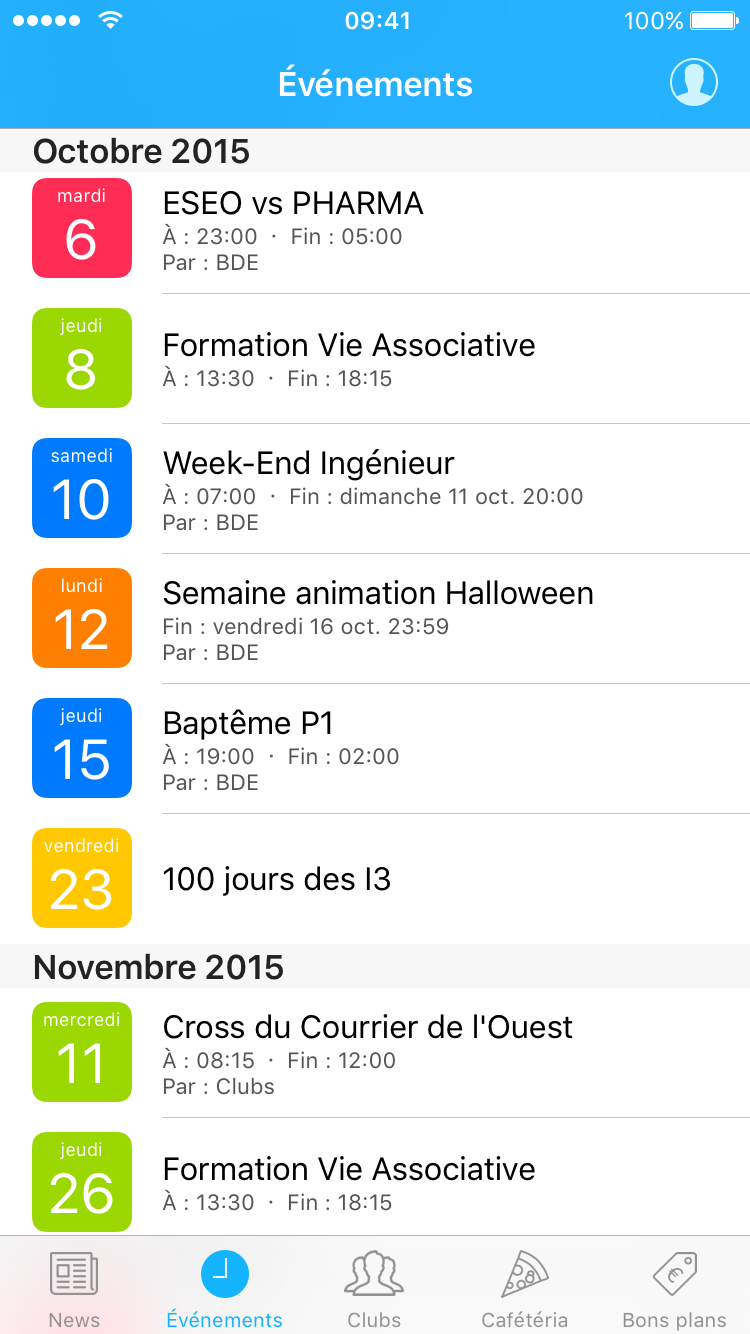 09:41
100%
Événements
Octobre 2015
mardi
6
ESEO vs PHARMA
À : 23:00 · Fin : 05:00
Par : BDE
jeudi
8
Formation Vie Associative
À : 13:30 · Fin : 18:15
samedi
10
Week-End Ingénieur
À : 07:00 · Fin : dimanche 11 oct. 20:00
Par : BDE
lundi
12
Semaine animation Halloween
Fin : vendredi 16 oct. 23:59
Par : BDE
jeudi
15
Baptême P1
À : 19:00 · Fin : 02:00
Par : BDE
vendredi
23
100 jours des I3
Novembre 2015
mercredi
11
Cross du Courrier de l'Ouest
À : 08:15 · Fin : 12:00
Par : Clubs
jeudi
26
Formation Vie Associative
À : 13:30 · Fin : 18:15
News
Événements
Clubs
Cafétéria
Bons plans